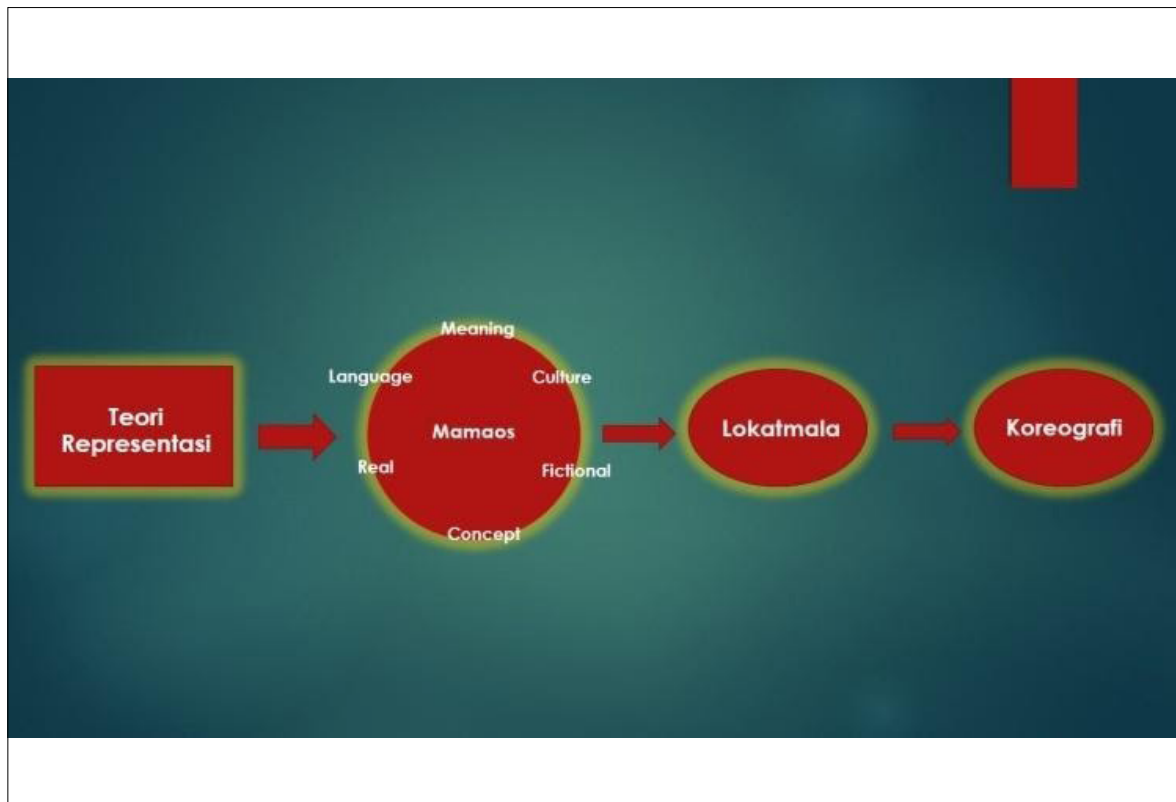 Teori
Representasi
Meaning
Language
Culture
Mamaos
Real
Fictional
Concept
Lokatmala
Koreografi